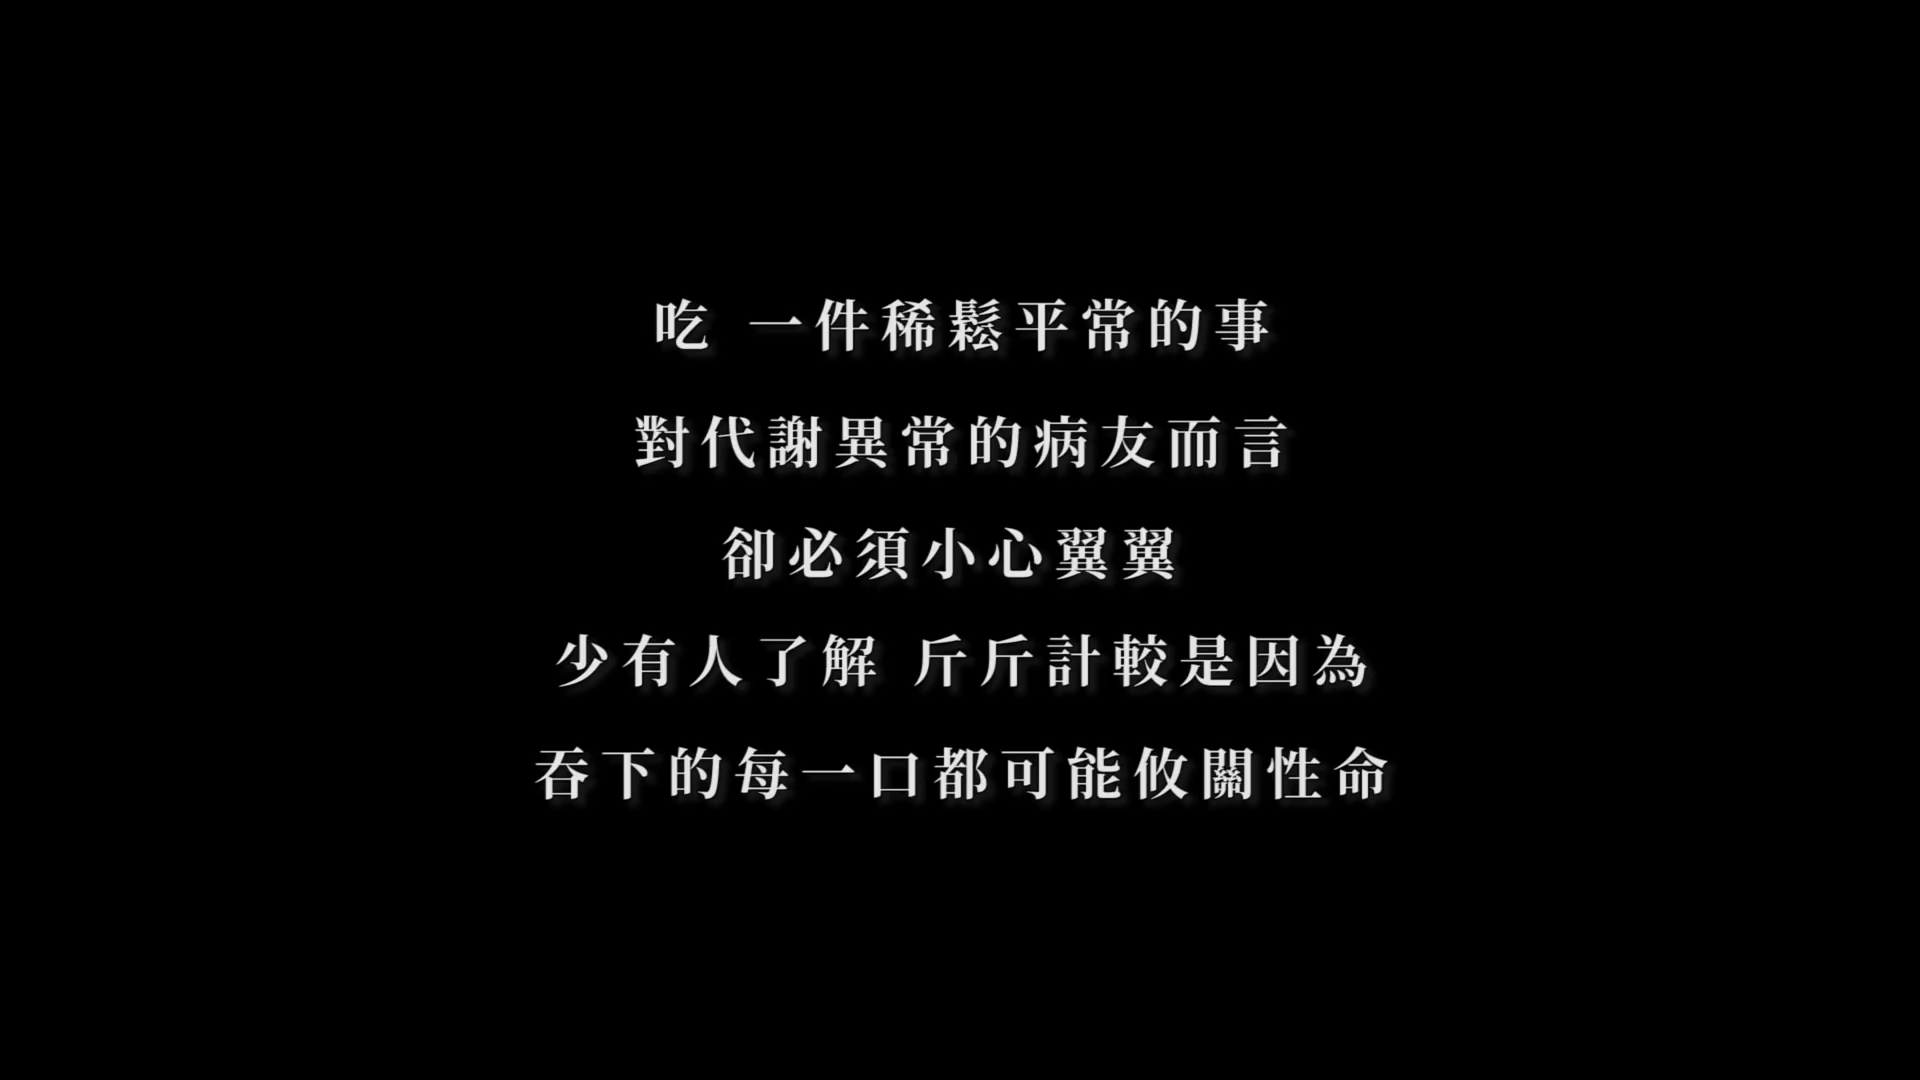 吃 一件稀鬆平常的事
對代謝異常的病友而言
卻必須小心翼翼
少有人了解 斤斤計較是因為
吞下的每一口都可能攸關性命